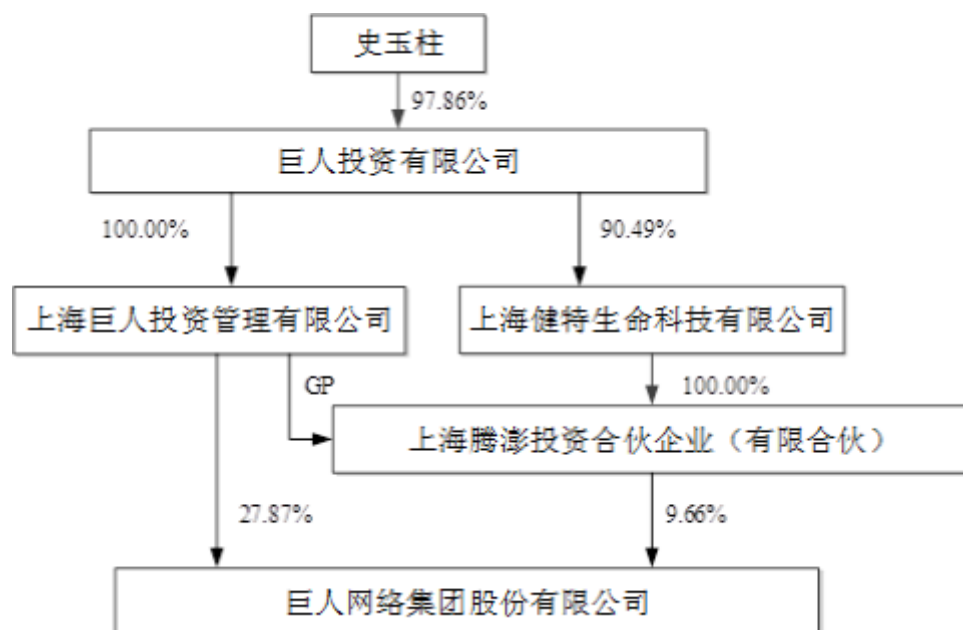 史玉柱
97.86%
巨人投资有限公司
100.00%
90.49%
上海巨人投资管理有限公司
上海健特生命科技有限公司
GP
100.00%
上海腾澎投资合伙企业（有限合伙）
27.87%
9.66%
巨人网络集团股份有限公司